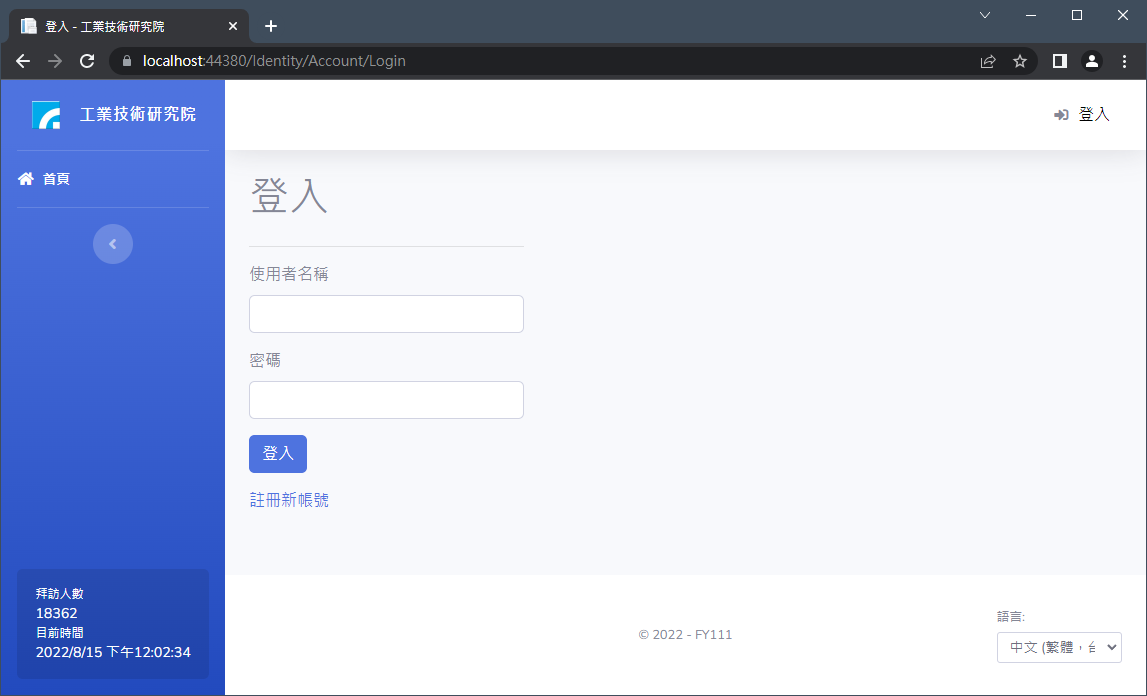 登入 - 工業技術研究院
localhost:44380/Identity/Account/Login
工業技術研究院
登入
首頁
登入
使用者名稱
密碼
登入
註冊新帳號
拜訪人數
18362
目前時間
2022/8/15 下午12:02:34
© 2022 - FY111
語言:
中文 (繁體，台